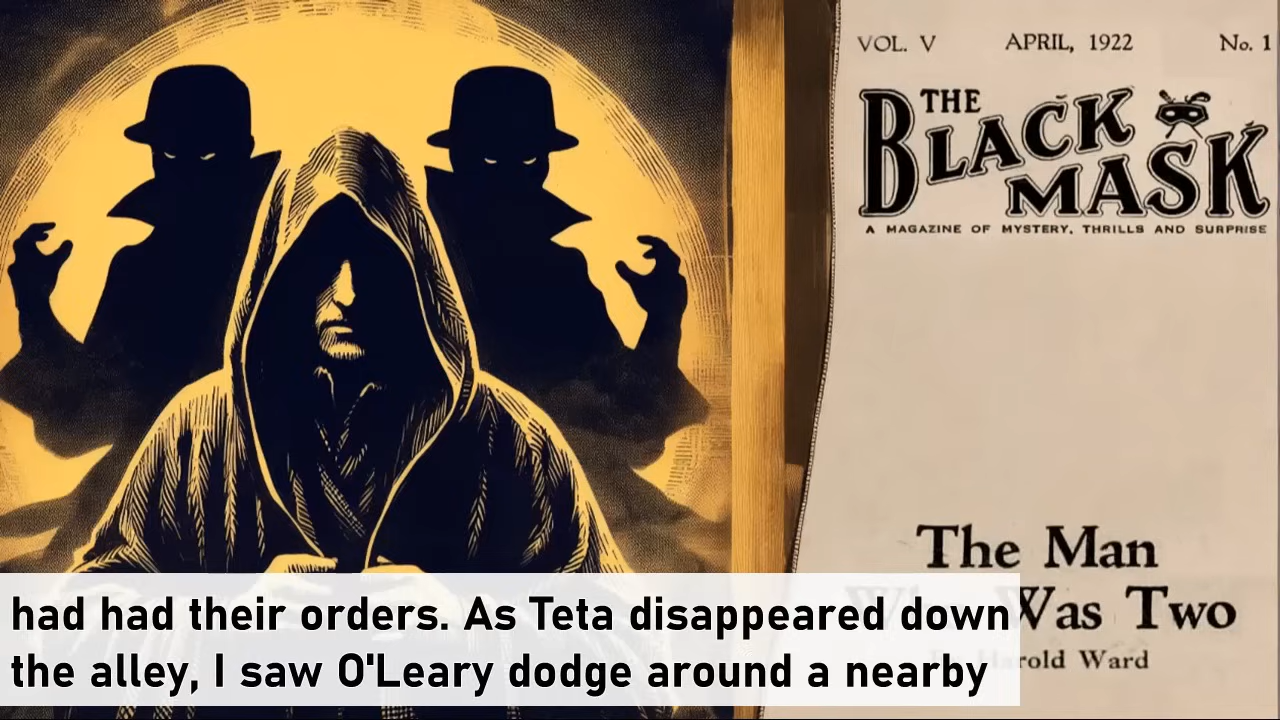 VOL. V APRIL, 1922 No. 1
THE
BLACK
MASK
A MAGAZINE OF MYSTERY, THRILLS AND SURPRISE
The Man
Was Two
Harold Ward
had had their orders. As Teta disappeared down
the alley, I saw O'Leary dodge around a nearby